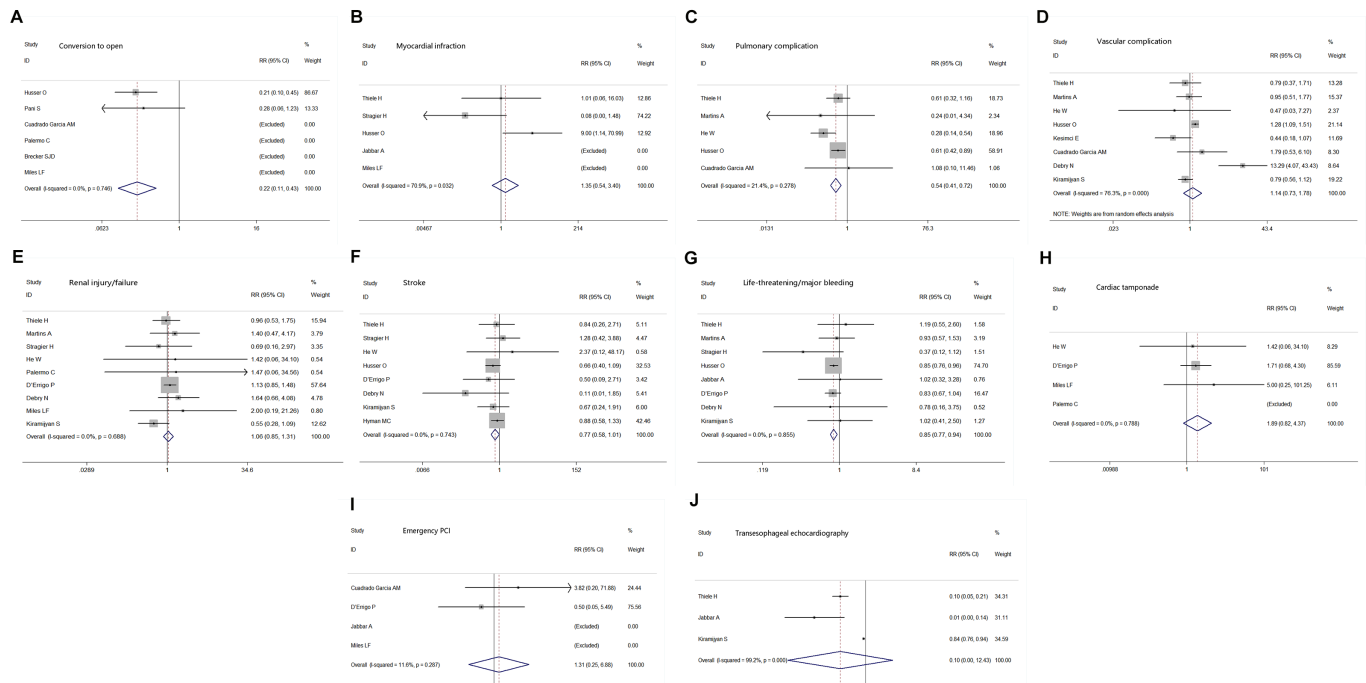 A
Study Conversion to open %
ID RR (95% CI) Weight
Husser O 0.21 (0.10, 0.45) 86.67
Pani S 0.28 (0.06, 1.23) 13.33
Cuadrado Garcia AM (Excluded) 0.00
Palermo C (Excluded) 0.00
Brecker SJD (Excluded) 0.00
Miles LF (Excluded) 0.00
Overall (I-squared = 0.0%, p = 0.746) 0.22 (0.11, 0.43) 100.00
.0623 1 16
B
Study Myocardial infraction %
ID RR (95% CI) Weight
Thiele H 1.01 (0.06, 16.03) 12.86
Stragier H 0.08 (0.00, 1.48) 74.22
Husser O 9.00 (1.14, 70.99) 12.92
Jabbar A (Excluded) 0.00
Miles LF (Excluded) 0.00
Overall (I-squared = 70.9%, p = 0.032) 1.35 (0.54, 3.40) 100.00
.00467 1 214
C
Study Pulmonary complication %
ID RR (95% CI) Weight
Thiele H 0.61 (0.32, 1.16) 18.73
Martins A 0.24 (0.01, 4.34) 2.34
He W 0.28 (0.14, 0.54) 18.96
Husser O 0.61 (0.42, 0.89) 58.91
Cuadrado Garcia AM 1.08 (0.10, 11.46) 1.06
Overall (I-squared = 21.4%, p = 0.278) 0.54 (0.41, 0.72) 100.00
.0131 1 76.3
D
Study Vascular complication %
ID RR (95% CI) Weight
Thiele H 0.79 (0.37, 1.71) 13.28
Martins A 0.95 (0.51, 1.77) 15.37
He W 0.47 (0.03, 7.27) 2.37
Husser O 1.28 (1.09, 1.51) 21.14
Kesimci E 0.44 (0.18, 1.07) 11.69
Cuadrado Garcia AM 1.79 (0.53, 6.10) 8.30
Debry N 13.29 (4.07, 43.43) 8.64
Kiramijyan S 0.79 (0.56, 1.12) 19.22
Overall (I-squared = 76.3%, p = 0.000) 1.14 (0.73, 1.78) 100.00
NOTE: Weights are from random effects analysis
.023 1 43.4
E
Study Renal injury/failure %
ID RR (95% CI) Weight
Thiele H 0.96 (0.53, 1.75) 15.94
Martins A 1.40 (0.47, 4.17) 3.79
Stragier H 0.69 (0.16, 2.97) 3.35
He W 1.42 (0.06, 34.10) 0.54
Palermo C 1.47 (0.06, 34.56) 0.54
D'Errigo P 1.13 (0.85, 1.48) 57.64
Debry N 1.64 (0.66, 4.08) 4.78
Miles LF 2.00 (0.19, 21.26) 0.80
Kiramijyan S 0.55 (0.28, 1.09) 12.62
Overall (I-squared = 0.0%, p = 0.688) 1.06 (0.85, 1.31) 100.00
.0289 1 34.6
F
Study Stroke %
ID RR (95% CI) Weight
Thiele H 0.84 (0.26, 2.71) 5.11
Stragier H 1.28 (0.42, 3.88) 4.47
He W 2.37 (0.12, 48.17) 0.58
Husser O 0.66 (0.40, 1.09) 32.53
D'Errigo P 0.50 (0.09, 2.71) 3.42
Debry N 0.11 (0.01, 1.85) 5.41
Kiramijyan S 0.67 (0.24, 1.91) 6.00
Hyman MC 0.88 (0.58, 1.33) 42.46
Overall (I-squared = 0.0%, p = 0.743) 0.77 (0.58, 1.01) 100.00
.0066 1 152
G
Study Life-threatening/major bleeding %
ID RR (95% CI) Weight
Thiele H 1.19 (0.55, 2.60) 1.58
Martins A 0.93 (0.57, 1.53) 3.19
Stragier H 0.37 (0.12, 1.12) 1.51
Husser O 0.85 (0.76, 0.96) 74.70
Jabbar A 1.02 (0.32, 3.28) 0.76
D'Errigo P 0.83 (0.67, 1.04) 16.47
Debry N 0.78 (0.16, 3.75) 0.52
Kiramijyan S 1.02 (0.41, 2.50) 1.27
Overall (I-squared = 0.0%, p = 0.855) 0.85 (0.77, 0.94) 100.00
.119 1 8.4
H
Study Cardiac tamponade %
ID RR (95% CI) Weight
He W 1.42 (0.06, 34.10) 8.29
D'Errigo P 1.71 (0.68, 4.30) 85.59
Miles LF 5.00 (0.25, 101.25) 6.11
Palermo C (Excluded) 0.00
Overall (I-squared = 0.0%, p = 0.788) 1.89 (0.82, 4.37) 100.00
.00988 1 101
I
Study Emergency PCI %
ID RR (95% CI) Weight
Cuadrado Garcia AM 3.82 (0.20, 71.88) 24.44
D'Errigo P 0.50 (0.05, 5.49) 75.56
Jabbar A (Excluded) 0.00
Miles LF (Excluded) 0.00
Overall (I-squared = 11.6%, p = 0.287) 1.31 (0.25, 6.88) 100.00
J
Study Transesophageal echocardiography %
ID RR (95% CI) Weight
Thiele H 0.10 (0.05, 0.21) 34.31
Jabbar A 0.01 (0.00, 0.14) 31.11
Kiramijyan S 0.84 (0.76, 0.94) 34.59
Overall (I-squared = 99.2%, p = 0.000) 0.10 (0.00, 12.43) 100.00